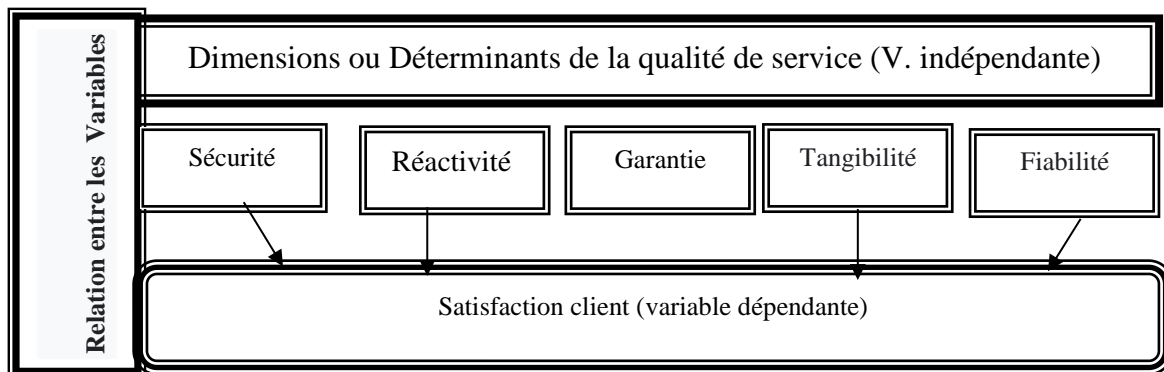 Relation entre les Variables
Dimensions ou Déterminants de la qualité de service (V. indépendante)
Sécurité
Réactivité
Garantie
Tangibilité
Fiabilité
Satisfaction client (variable dépendante)